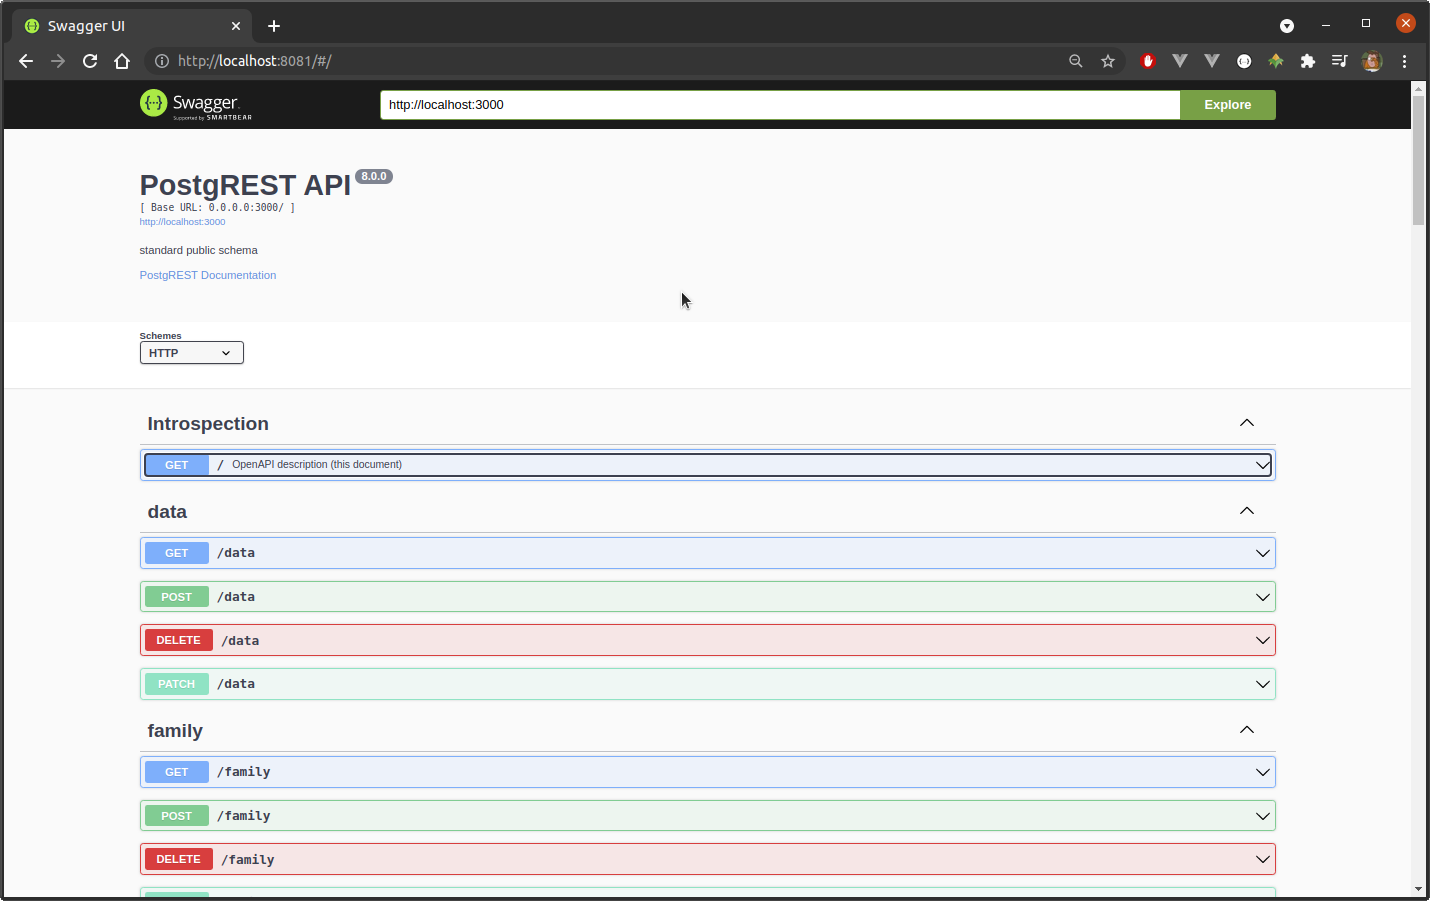 Swagger UI
http://localhost:8081/#/
Swagger.
Supported by SMARTBEAR
http://localhost:3000
Explore
PostgREST API 8.0.0
[ Base URL: 0.0.0.0:3000/ ]
http://localhost:3000
standard public schema
PostgREST Documentation
Schemes
HTTP
Introspection
GET / OpenAPI description (this document)
data
GET /data
POST /data
DELETE /data
PATCH /data
family
GET /family
POST /family
DELETE /family